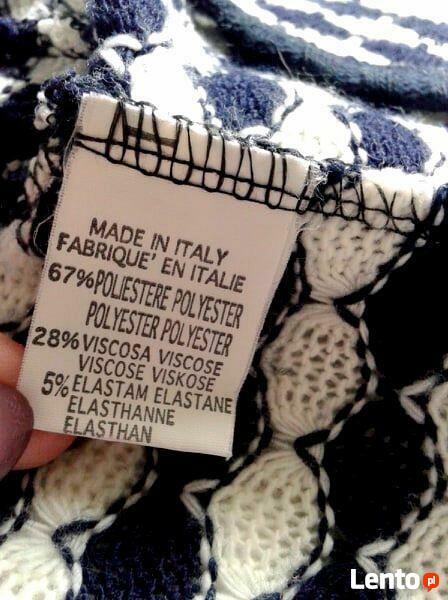 MADE IN ITALY
FABRIQUE' EN ITALIE
67% POLIESTERE POLYESTER
POLYESTER POLYESTER
28% VISCOSA VISCOSE
VISCOSE VISKOSE
5% ELASTAM ELASTANE
ELASTHANNE
ELASTHAN
Lento pl